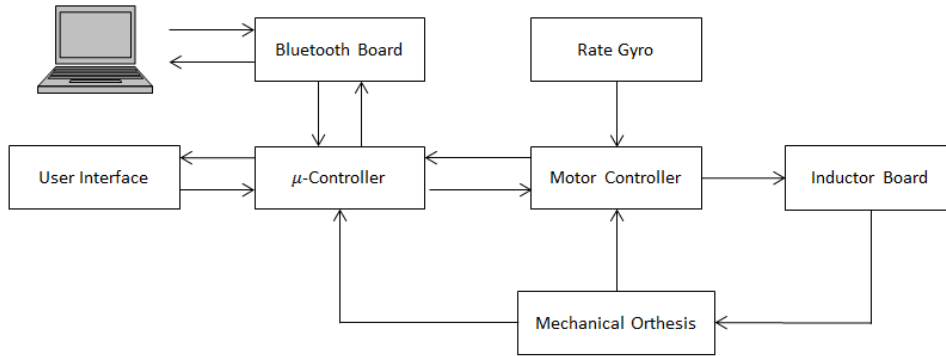 Bluetooth Board
Rate Gyro
User Interface
μ-Controller
Motor Controller
Inductor Board
Mechanical Orthesis